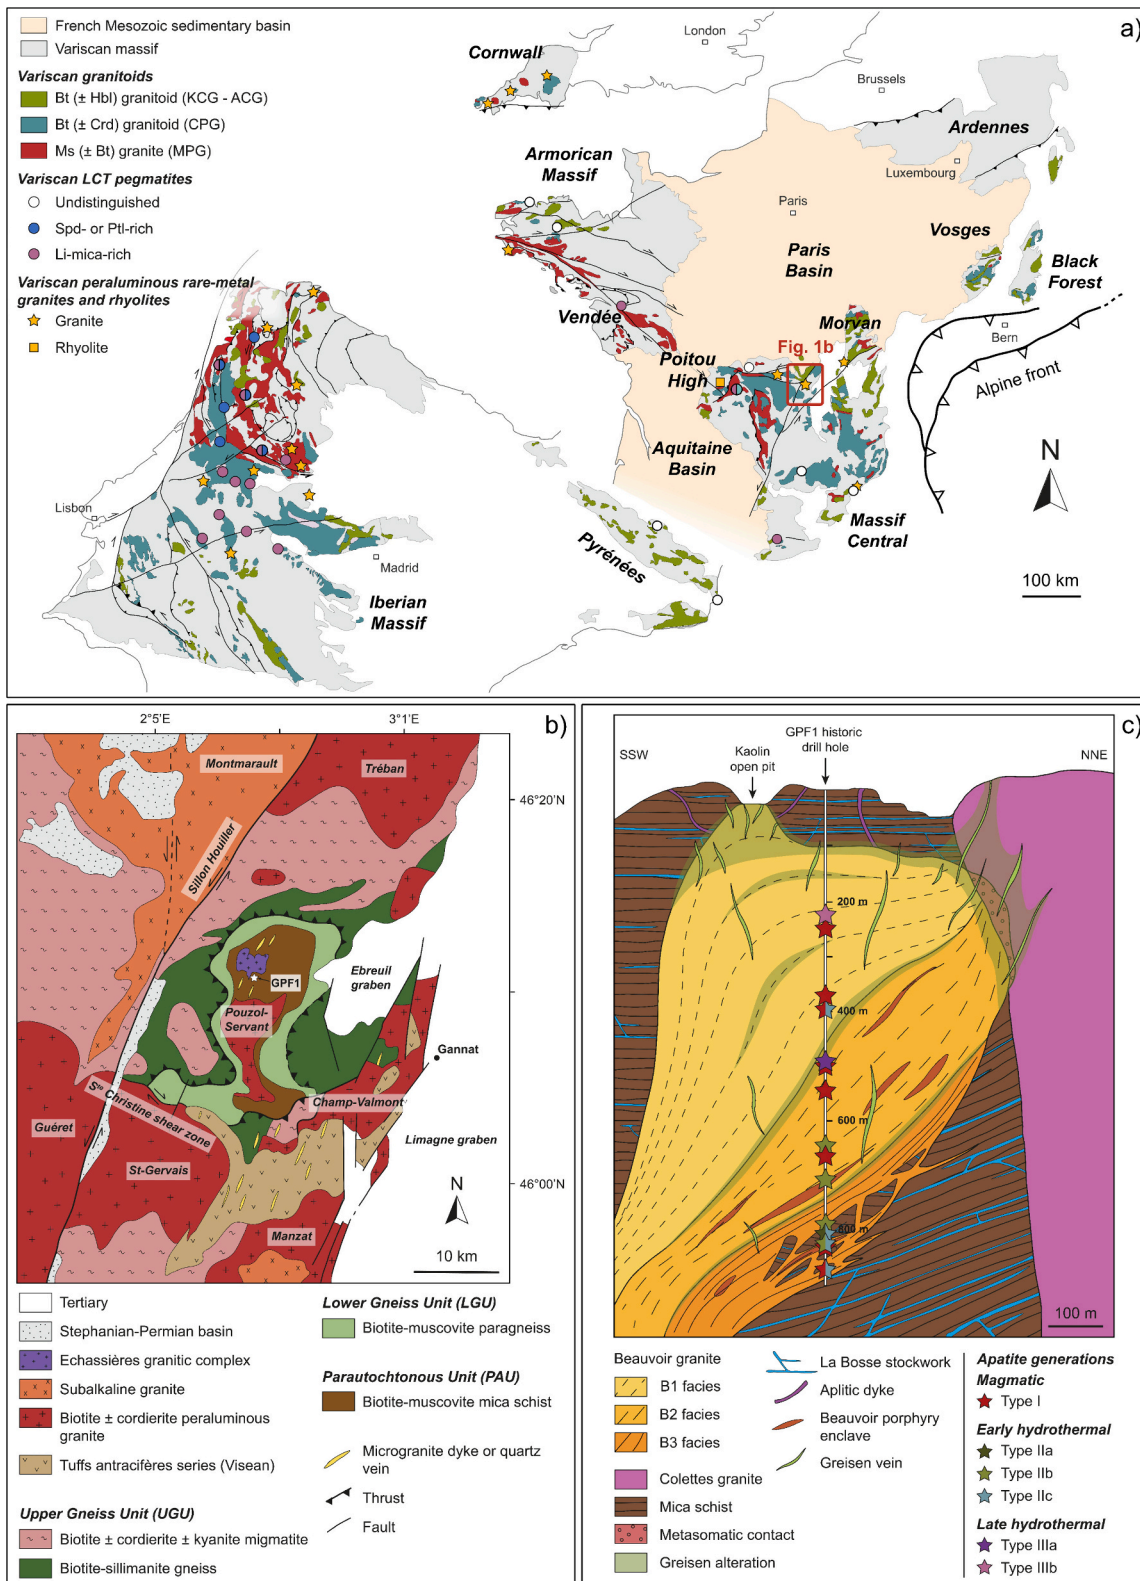 a)
French Mesozoic sedimentary basin
Variscan massif
Variscan granitoids
Bt (± Hbl) granitoid (KCG - ACG)
Bt (± Crd) granitoid (CPG)
Ms (± Bt) granite (MPG)
Variscan LCT pegmatites
Undistinguished
Spd- or Ptl-rich
Li-mica-rich
Variscan peraluminous rare-metal
granites and rhyolites
Granite
Rhyolite
London
Cornwall
Brussels
Ardennes
Luxembourg
Armorican
Massif
Paris
Paris
Basin
Vosges
Black
Forest
Bern
Alpine front
Vendée
Morvan
Fig. 1b
Poitou
High
Aquitaine
Basin
Massif
Central
Pyrénées
Lisbon
Madrid
Iberian
Massif
N
100 km
b)
2°5'E
3°1'E
46°20'N
46°00'N
Montmarault
Tréban
Sillon Houiller
GPF1
Ebreuil
graben
Pouzol-
Servant
Gannat
Ste Christine shear zone
Champ-Valmont
Guéret
St-Gervais
Limagne graben
Manzat
N
10 km
Tertiary
Stephanian-Permian basin
Echassières granitic complex
Subalkaline granite
Biotite ± cordierite peraluminous
granite
Tuffs antracifères series (Visean)
Upper Gneiss Unit (UGU)
Biotite ± cordierite ± kyanite migmatite
Biotite-sillimanite gneiss
Lower Gneiss Unit (LGU)
Biotite-muscovite paragneiss
Parautochtonous Unit (PAU)
Biotite-muscovite mica schist
Microgranite dyke or quartz
vein
Thrust
Fault
c)
GPF1 historic
drill hole
SSW
Kaolin
open pit
NNE
200 m
400 m
600 m
800 m
100 m
Beauvoir granite
B1 facies
B2 facies
B3 facies
Colettes granite
Mica schist
Metasomatic contact
Greisen alteration
La Bosse stockwork
Aplitic dyke
Beauvoir porphyry
enclave
Greisen vein
Apatite generations
Magmatic
Type I
Early hydrothermal
Type IIa
Type IIb
Type IIc
Late hydrothermal
Type IIIa
Type IIIb